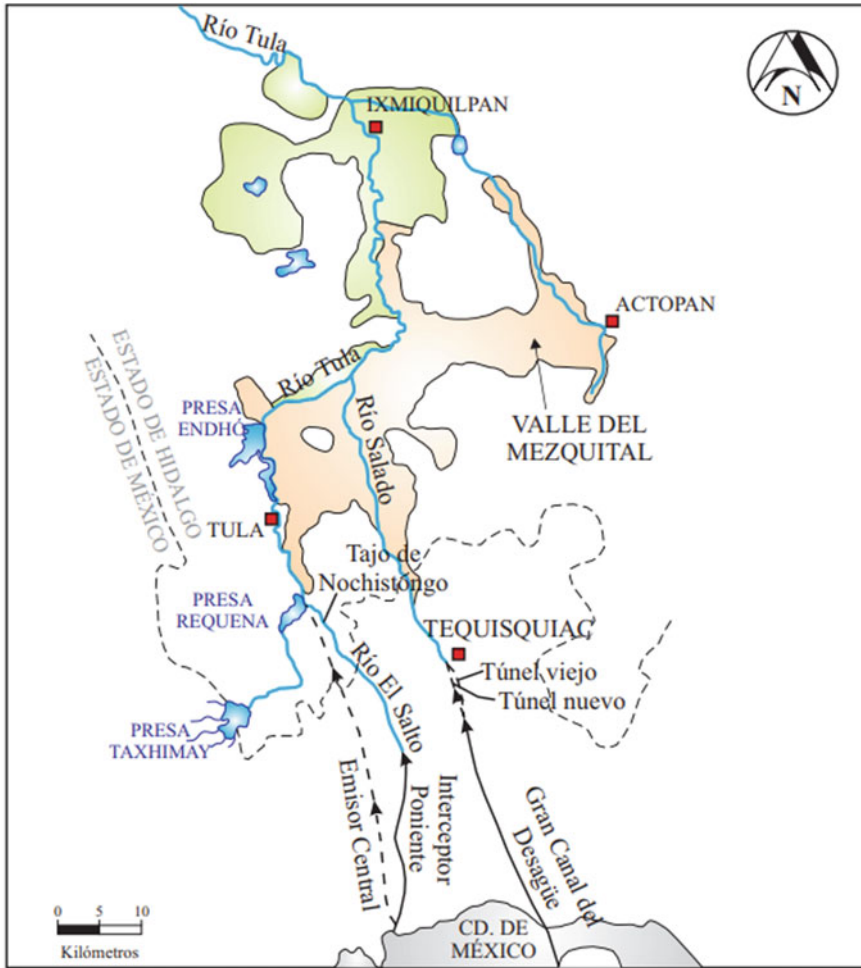 Río Tula
N
IXMIQUILPAN
ACTOPAN
ESTADO DE HIDALGO
ESTADO DE MÉXICO
Río Tula
PRESA
ENDHÓ
VALLE DEL
MEZQUITAL
Río Salado
TULA
Tajo de
Nochistongo
PRESA
REQUENA
TEQUISQUIAC
Túnel viejo
Túnel nuevo
Río El Salto
PRESA
TAXHIMAY
Emisor Central
Interceptor
Poniente
Gran Canal del
Desagüe
0 5 10
Kilómetros
CD. DE
MÉXICO